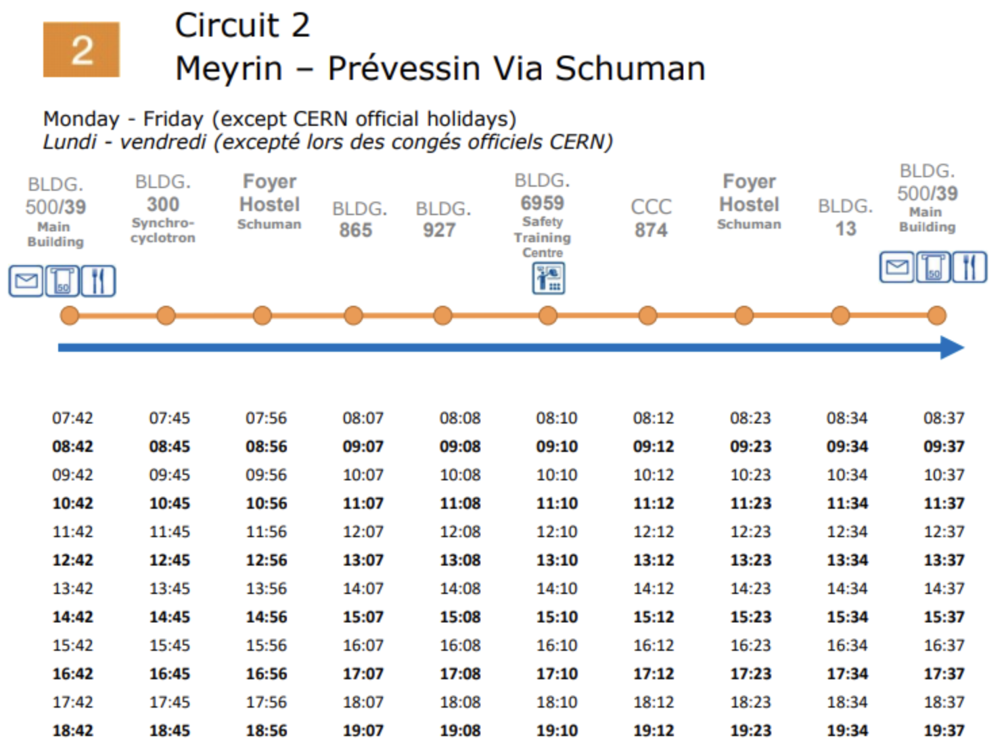 2
Circuit 2
Meyrin – Prévessin Via Schuman
Monday - Friday (except CERN official holidays)
Lundi - vendredi (excepté lors des congés officiels CERN)
BLDG.
500/39
Main
Building
BLDG.
300
Synchro-
cyclotron
Foyer
Hostel
Schuman
BLDG.
865
BLDG.
927
BLDG.
6959
Safety
Training
Centre
CCC
874
Foyer
Hostel
Schuman
BLDG.
13
BLDG.
500/39
Main
Building
50
50
07:42 07:45 07:56 08:07 08:08 08:10 08:12 08:23 08:34 08:37
08:42 08:45 08:56 09:07 09:08 09:10 09:12 09:23 09:34 09:37
09:42 09:45 09:56 10:07 10:08 10:10 10:12 10:23 10:34 10:37
10:42 10:45 10:56 11:07 11:08 11:10 11:12 11:23 11:34 11:37
11:42 11:45 11:56 12:07 12:08 12:10 12:12 12:23 12:34 12:37
12:42 12:45 12:56 13:07 13:08 13:10 13:12 13:23 13:34 13:37
13:42 13:45 13:56 14:07 14:08 14:10 14:12 14:23 14:34 14:37
14:42 14:45 14:56 15:07 15:08 15:10 15:12 15:23 15:34 15:37
15:42 15:45 15:56 16:07 16:08 16:10 16:12 16:23 16:34 16:37
16:42 16:45 16:56 17:07 17:08 17:10 17:12 17:23 17:34 17:37
17:42 17:45 17:56 18:07 18:08 18:10 18:12 18:23 18:34 18:37
18:42 18:45 18:56 19:07 19:08 19:10 19:12 19:23 19:34 19:37